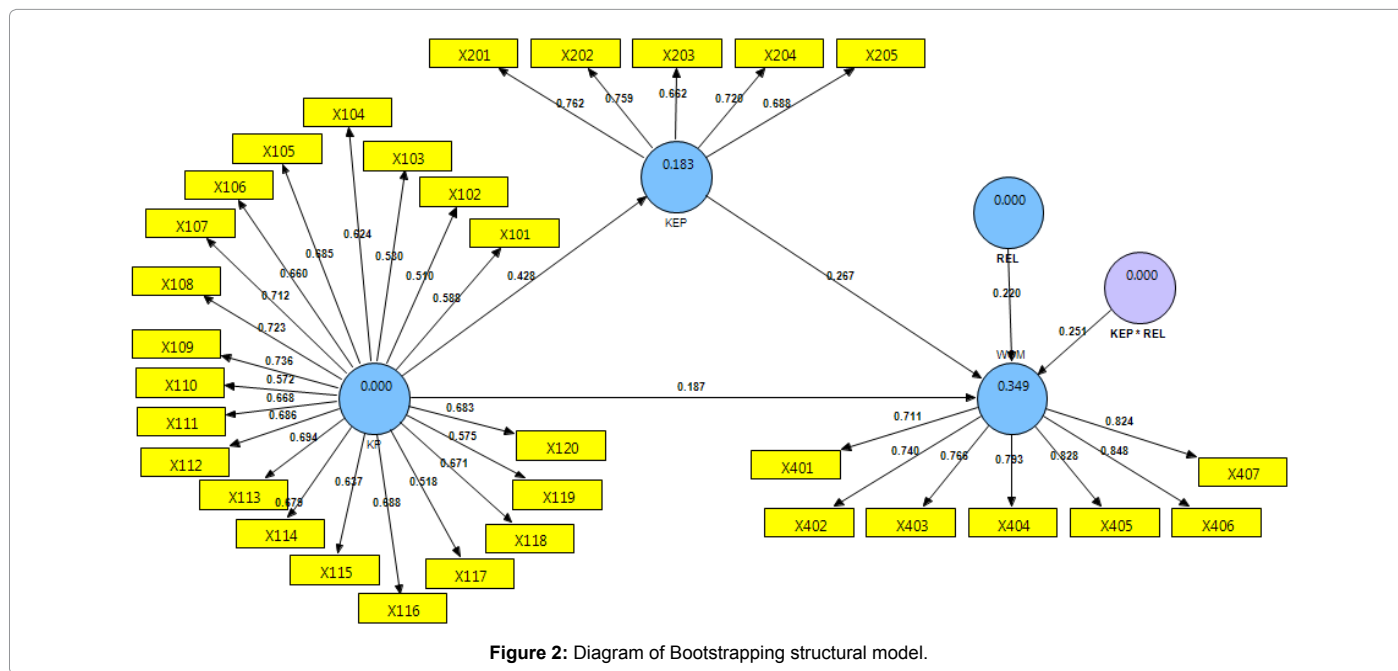 X201
X202
X203
X204
X205
0.762
0.759
0.662
0.720
0.688
0.183
KEP
X104
X105
X103
X106
X102
X107
X101
X108
X109
X110
X111
X112
X113
X114
X115
X116
X117
X118
X119
X120
0.624
0.685
0.530
0.660
0.510
0.712
0.588
0.723
0.736
0.572
0.668
0.686
0.694
0.679
0.637
0.688
0.518
0.671
0.575
0.683
0.000
KP
0.428
0.267
0.187
0.000
REL
0.220
0.000
KEP * REL
0.251
WOM
0.349
0.711
0.740
0.766
0.793
0.828
0.848
0.824
X401
X402
X403
X404
X405
X406
X407
Figure 2: Diagram of Bootstrapping structural model.